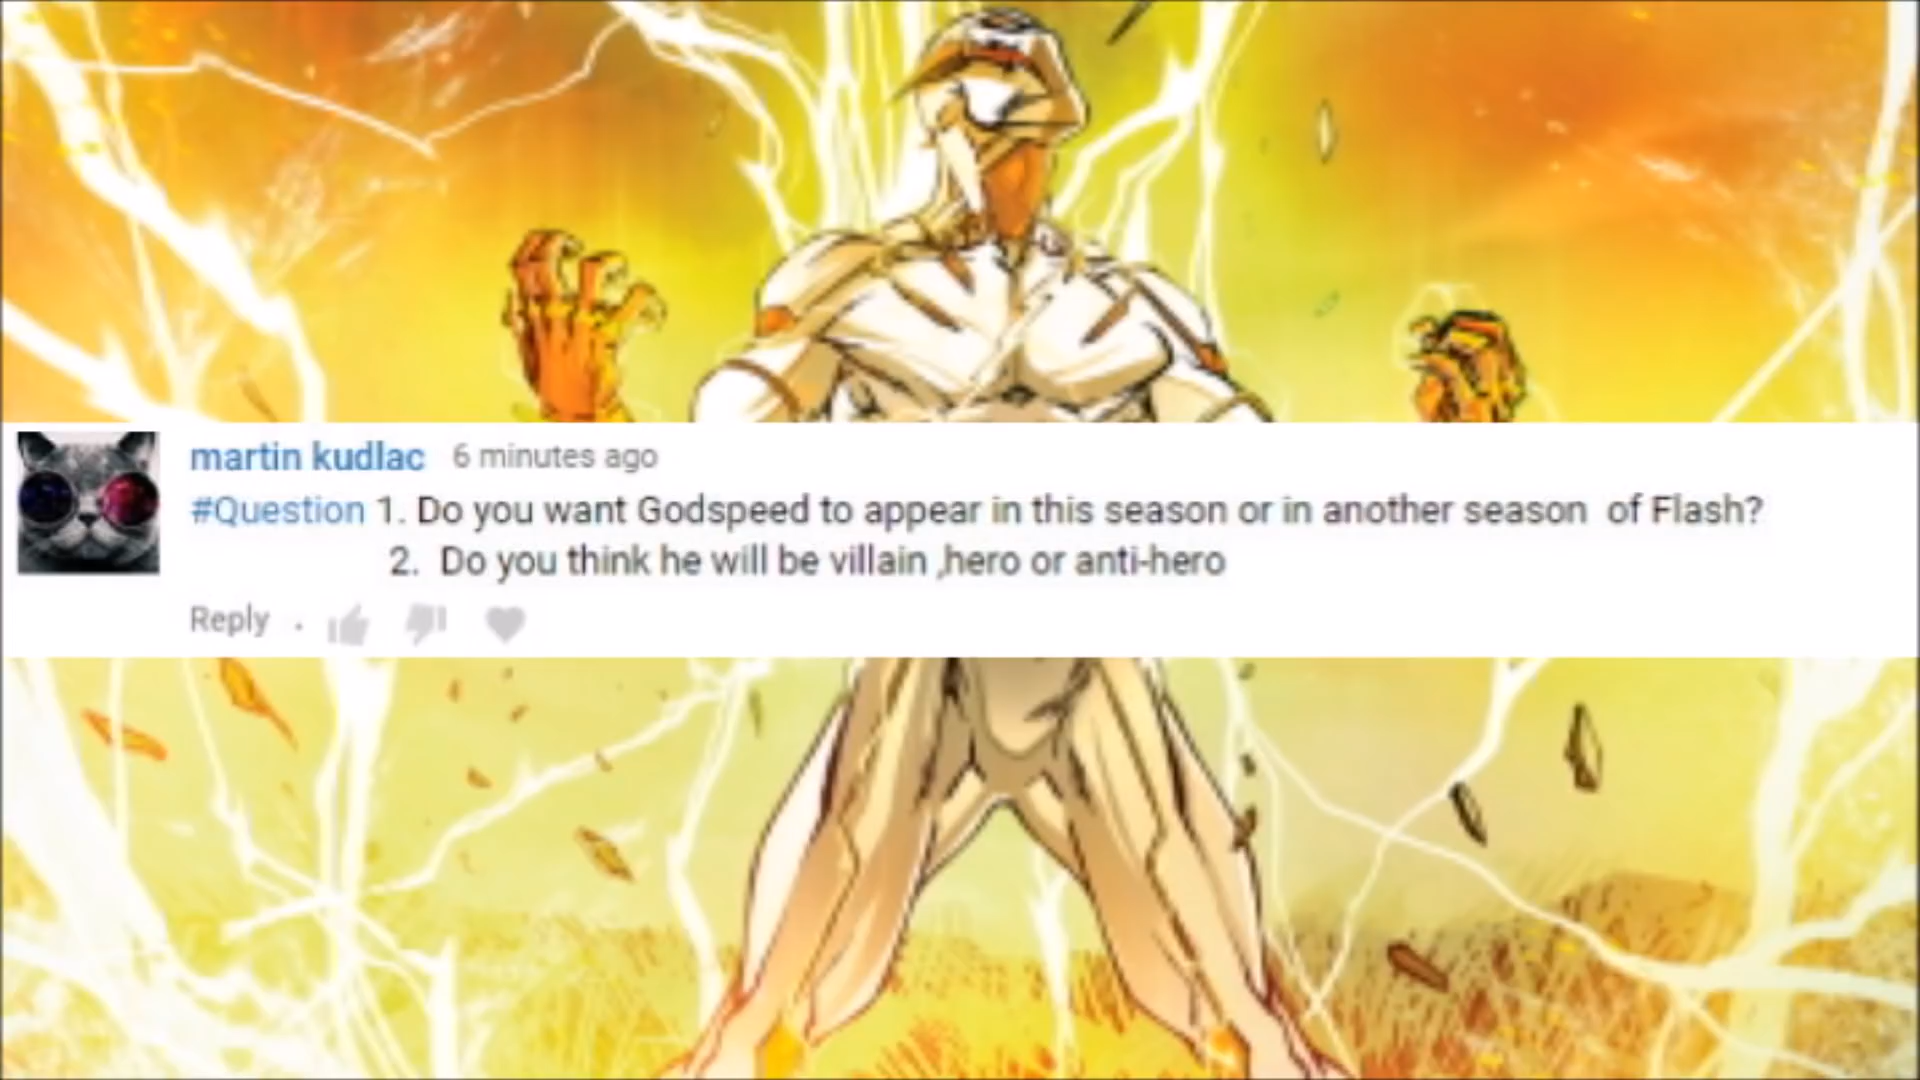 martin kudlac 6 minutes ago
#Question 1. Do you want Godspeed to appear in this season or in another season of Flash?
2. Do you think he will be villain ,hero or anti-hero
Reply .